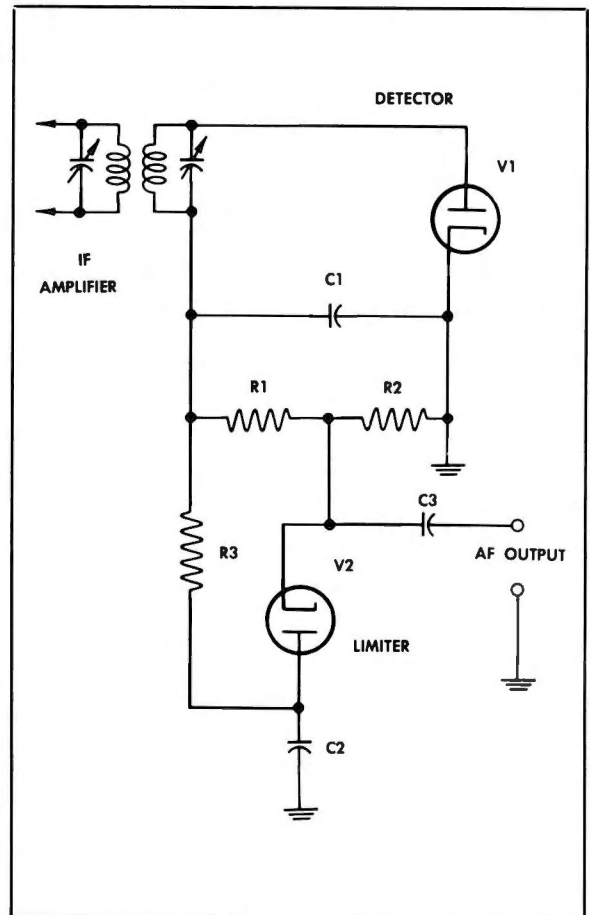 DETECTOR
V1
IF
AMPLIFIER
C1
R1
R2
C3
R3
V2
AF OUTPUT
LIMITER
C2